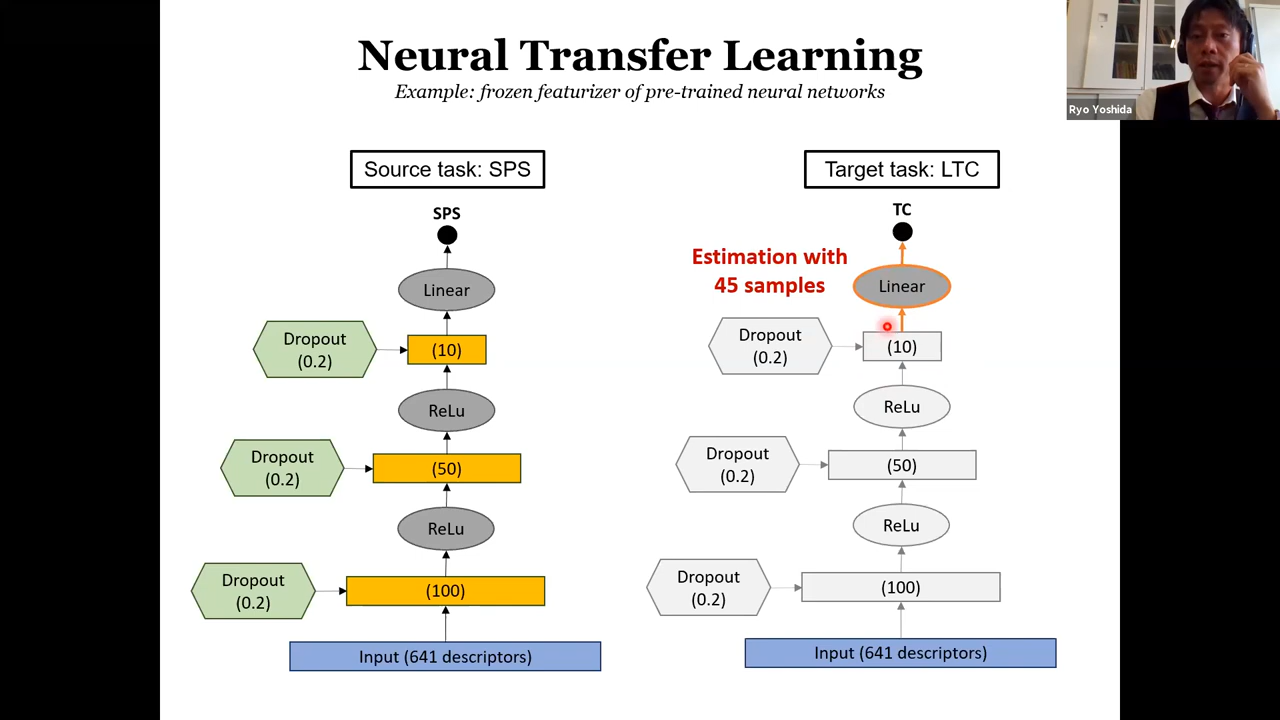 Neural Transfer Learning
Example: frozen featurizer of pre-trained neural networks
Ryo Yoshida
Source task: SPS
SPS
Linear
Dropout
(0.2)
(10)
ReLu
Dropout
(0.2)
(50)
ReLu
Dropout
(0.2)
(100)
Input (641 descriptors)
Target task: LTC
TC
Estimation with
45 samples
Linear
Dropout
(0.2)
(10)
ReLu
Dropout
(0.2)
(50)
ReLu
Dropout
(0.2)
(100)
Input (641 descriptors)